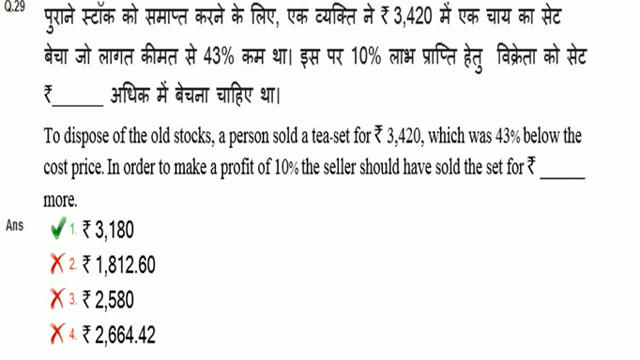 Q.29
पुराने स्टॉक को समाप्त करने के लिए, एक व्यक्ति ने ₹ 3,420 में एक चाय का सेट
बेचा जो लागत कीमत से 43% कम था। इस पर 10% लाभ प्राप्ति हेतु विक्रेता को सेट
₹______ अधिक में बेचना चाहिए था।
To dispose of the old stocks, a person sold a tea-set for ₹ 3,420, which was 43% below the
cost price. In order to make a profit of 10% the seller should have sold the set for ₹ ______
more.
Ans
1. ₹ 3,180
2. ₹ 1,812.60
3. ₹ 2,580
4. ₹ 2,664.42